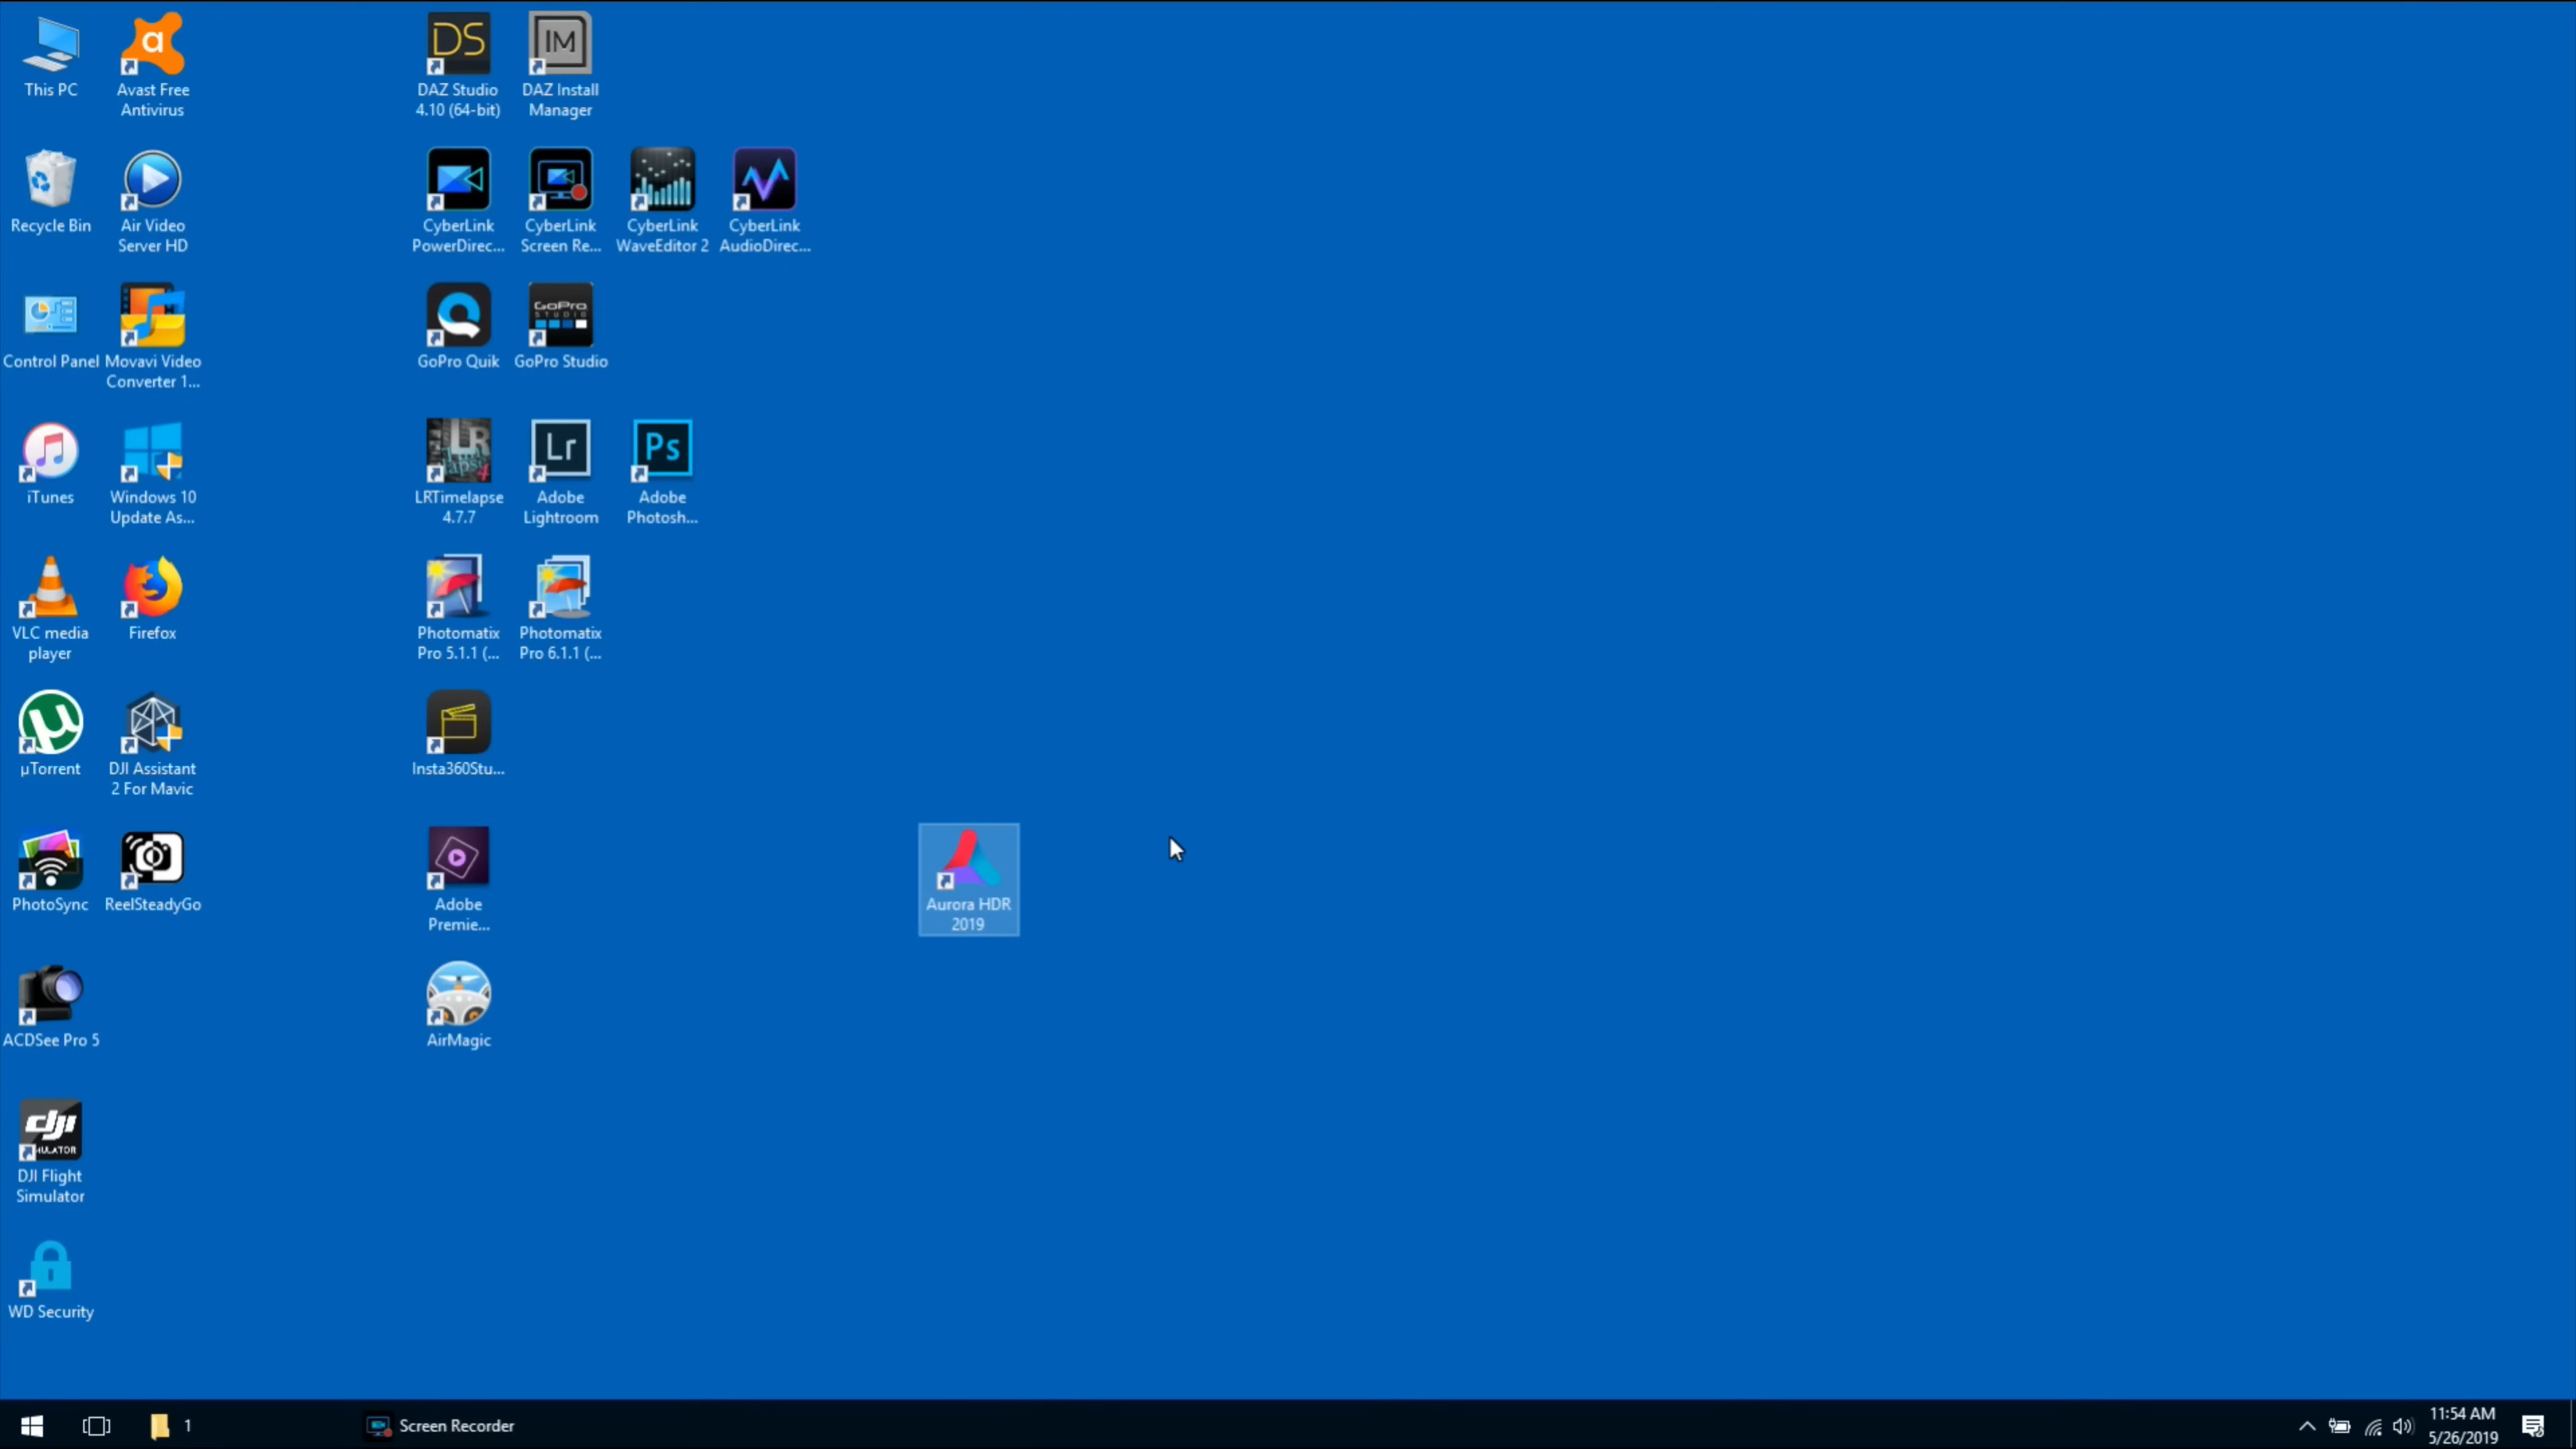 DS
IM
This PC
Avast Free
Antivirus
DAZ Studio
4.10 (64-bit)
DAZ Install
Manager
Recycle Bin
Air Video
Server HD
CyberLink
PowerDirec...
CyberLink
Screen Re...
CyberLink
WaveEditor 2
CyberLink
AudioDirec...
GoPro
STUDIO
Control Panel
Movavi Video
Converter 1...
GoPro Quik
GoPro Studio
LR
4
Lr
Ps
iTunes
Windows 10
Update As...
LRTimelapse
4.7.7
Adobe
Lightroom
Adobe
Photosh...
VLC media
player
Firefox
Photomatix
Pro 5.1.1 (...
Photomatix
Pro 6.1.1 (...
µTorrent
DJI Assistant
2 For Mavic
Insta360Stu...
PhotoSync
ReelSteadyGo
Adobe
Premie...
Aurora HDR
2019
ACDSee Pro 5
AirMagic
dji
DJI Flight
Simulator
WD Security
1
Screen Recorder
11:54 AM
5/26/2019